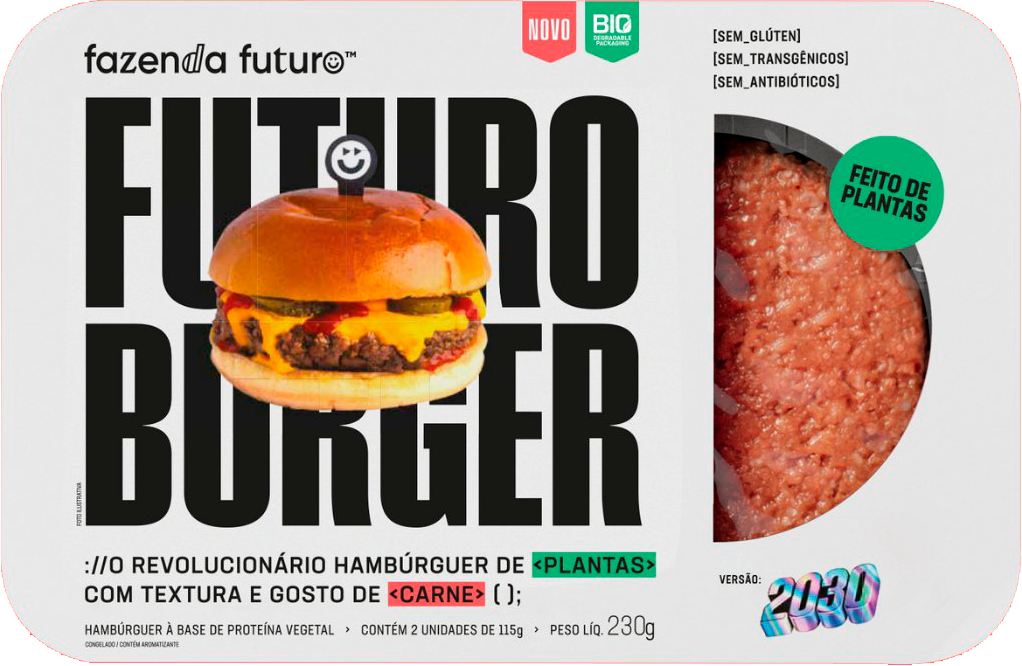 fazenda futuro™
NOVO
BIO
DEGRADABLE
PACKAGING
[SEM_GLÚTEN]
[SEM_TRANSGÊNICOS]
[SEM_ANTIBIÓTICOS]
FUTURO
BURGER
FEITO DE
PLANTAS
FOTO ILUSTRATIVA
://O REVOLUCIONÁRIO HAMBÚRGUER DE <PLANTAS>
COM TEXTURA E GOSTO DE <CARNE> ( );
VERSÃO: 2030
HAMBÚRGUER À BASE DE PROTEÍNA VEGETAL > CONTÉM 2 UNIDADES DE 115g > PESO LÍQ. 230g
CONGELADO / CONTÉM AROMATIZANTE